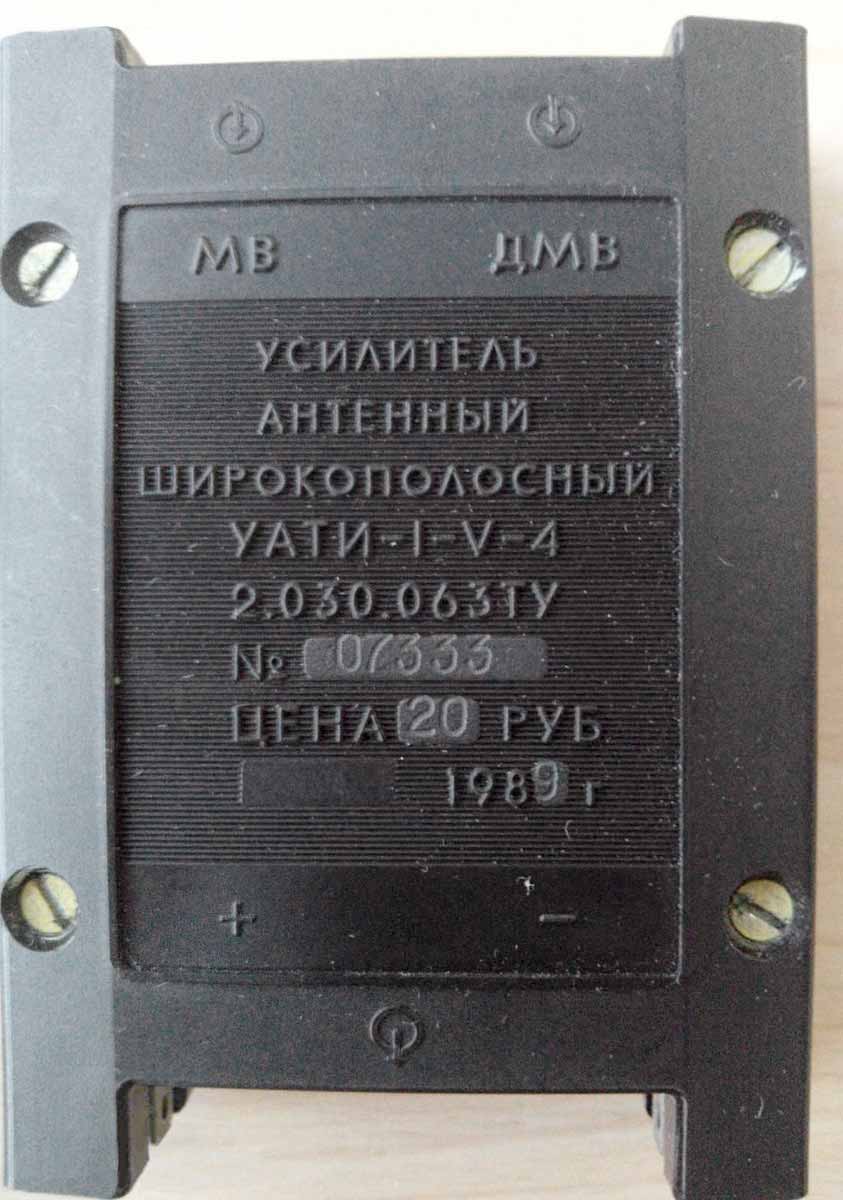 МВ ДМВ
УСИЛИТЕЛЬ
АНТЕННЫЙ
ШИРОКОПОЛОСНЫЙ
УАТИ-I-V-4
2.030.063ТУ
№ 07333
ЦЕНА 20 РУБ
1989 г
+ −